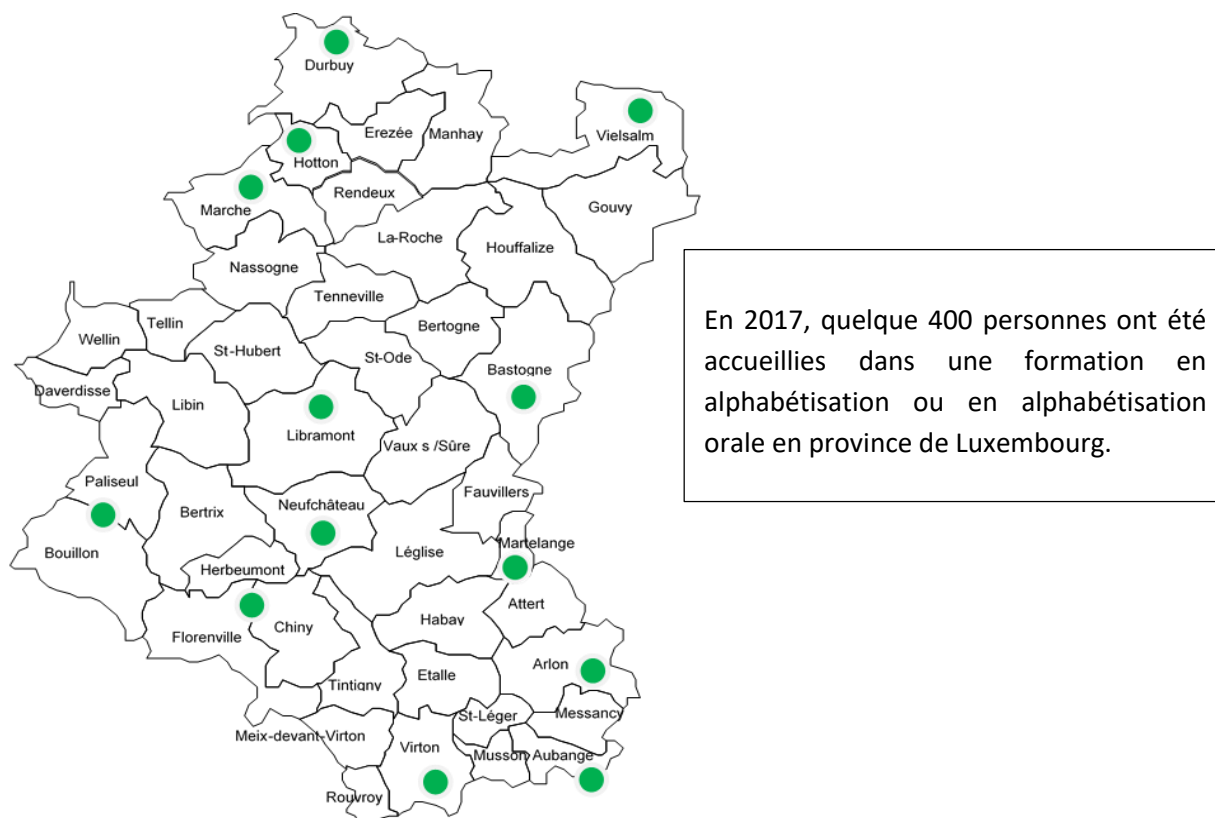 Durbuy
Vielsalm
Erezée
Manhay
Hotton
Rendeux
Marche
Gouvy
La-Roche
Houffalize
Nassogne
Tenneville
Tellin
Bertogne
Wellin
St-Hubert
St-Ode
Bastogne
Daverdisse
Libin
Libramont
Vaux s /Sûre
Paliseul
Fauvillers
Neufchâteau
Bertrix
Martelange
Bouillon
Léglise
Herbeumont
Attert
Habay
Florenville
Chiny
Arlon
Etalle
Tintigny
St-Léger
Messancy
Meix-devant-Virton
Virton
Musson
Aubange
Rouvroy
En 2017, quelque 400 personnes ont été
accueillies dans une formation en
alphabétisation ou en alphabétisation
orale en province de Luxembourg.